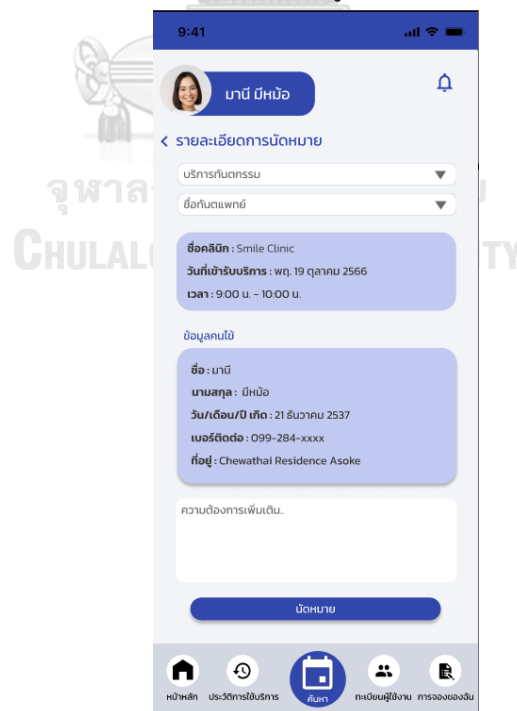 9:41
มานี มีหม้อ
รายละเอียดการนัดหมาย
บริการทันตกรรม
ชื่อทันตแพทย์
ชื่อคลินิก : Smile Clinic
วันที่เข้ารับบริการ : พฤ. 19 ตุลาคม 2566
เวลา : 9:00 น. - 10:00 น.
ข้อมูลคนไข้
ชื่อ : มานี
นามสกุล : มีหม้อ
วัน/เดือน/ปี เกิด : 21 ธันวาคม 2537
เบอร์ติดต่อ : 099-284-xxxx
ที่อยู่ : Chewathai Residence Asoke
ความต้องการเพิ่มเติม..
นัดหมาย
หน้าหลัก ประวัติการใช้บริการ ค้นหา ทะเบียนผู้ใช้งาน การจองของฉัน